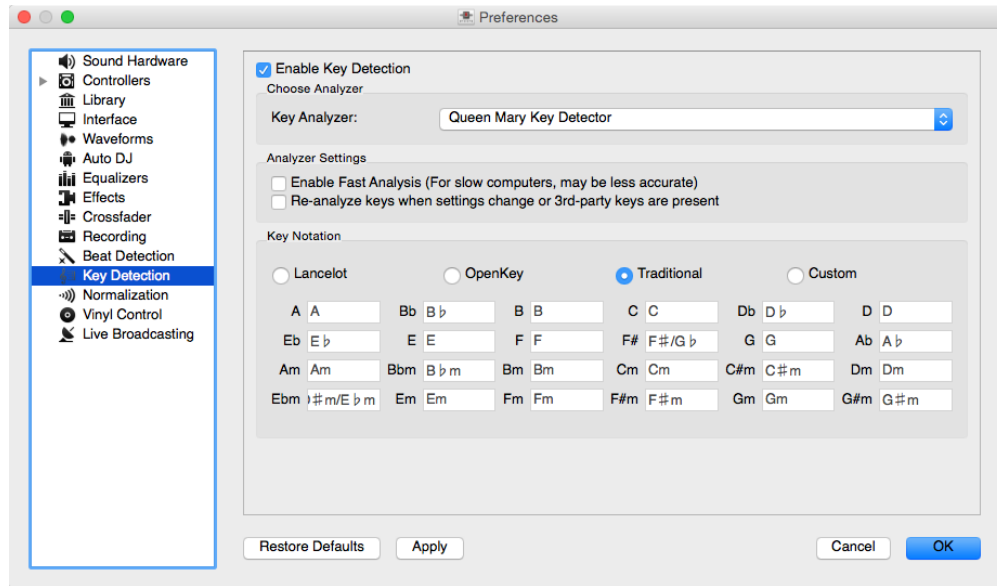 Preferences
Sound Hardware
Controllers
Library
Interface
Waveforms
Auto DJ
Equalizers
Effects
Crossfader
Recording
Beat Detection
Key Detection
Normalization
Vinyl Control
Live Broadcasting
Enable Key Detection
Choose Analyzer
Key Analyzer: Queen Mary Key Detector
Analyzer Settings
Enable Fast Analysis (For slow computers, may be less accurate)
Re-analyze keys when settings change or 3rd-party keys are present
Key Notation
Lancelot OpenKey Traditional Custom
A A Bb B♭ B B C C Db D♭ D D
Eb E♭ E E F F F# F♯/G♭ G G Ab A♭
Am Am Bbm B♭m Bm Bm Cm Cm C#m C♯m Dm Dm
Ebm ♯m/E♭m Em Em Fm Fm F#m F♯m Gm Gm G#m G♯m
Restore Defaults Apply Cancel OK